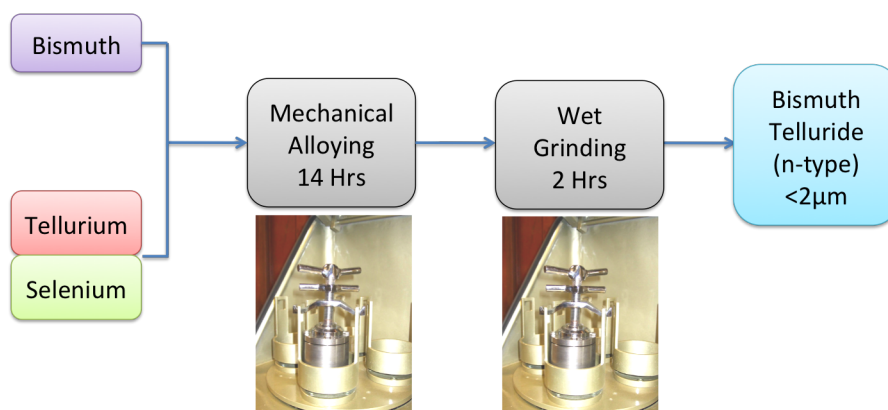 Bismuth
Tellurium
Selenium
Mechanical
Alloying
14 Hrs
Wet
Grinding
2 Hrs
Bismuth
Telluride
(n-type)
<2μm